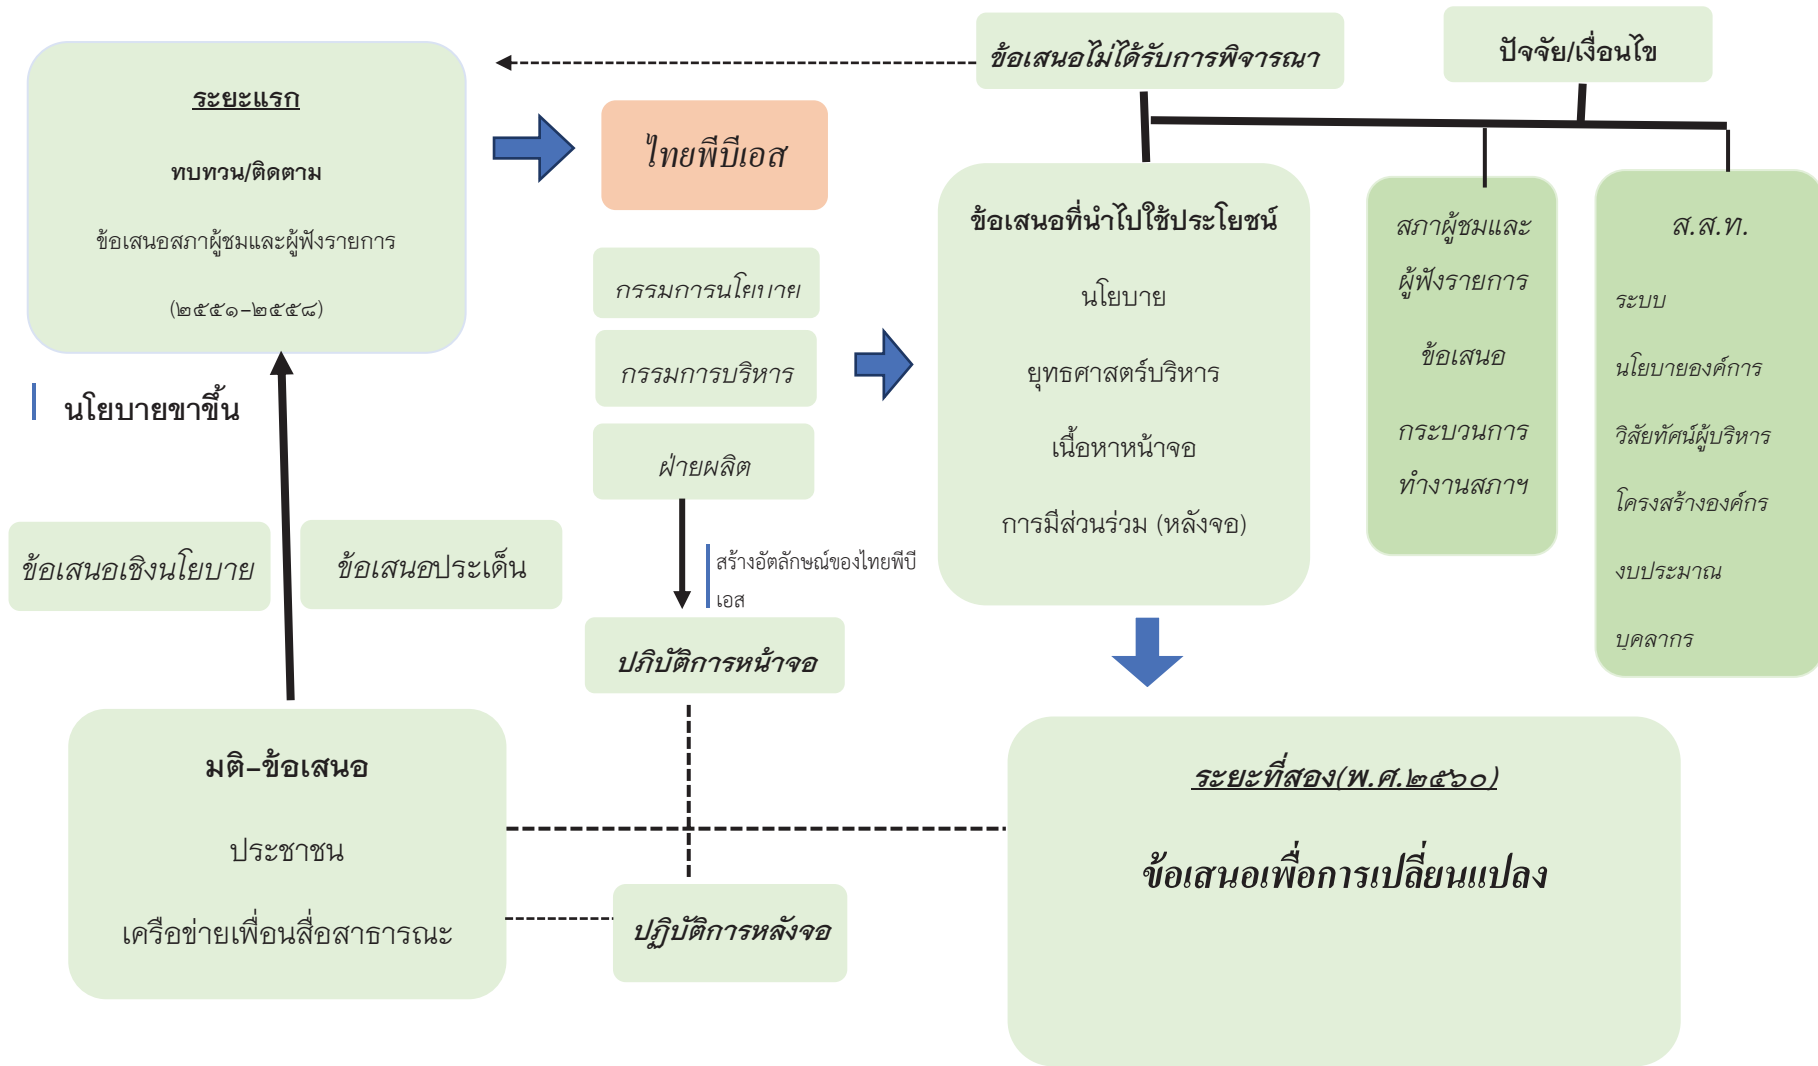 ระยะแรก
ทบทวน/ติดตาม
ข้อเสนอสภาผู้ชมและผู้ฟังรายการ
(๒๕๕๑-๒๕๕๘)
นโยบายขาขึ้น
ข้อเสนอเชิงนโยบาย
ข้อเสนอประเด็น
มติ-ข้อเสนอ
ประชาชน
เครือข่ายเพื่อนสื่อสาธารณะ
ไทยพีบีเอส
กรรมการนโยบาย
กรรมการบริหาร
ฝ่ายผลิต
สร้างอัตลักษณ์ของไทยพีบี
เอส
ปภิบัติการหน้าจอ
ปฏิบัติการหลังจอ
ข้อเสนอไม่ได้รับการพิจารณา
ข้อเสนอที่นำไปใช้ประโยชน์
นโยบาย
ยุทธศาสตร์บริหาร
เนื้อหาหน้าจอ
การมีส่วนร่วม (หลังจอ)
ปัจจัย/เงื่อนไข
สภาผู้ชมและ
ผู้ฟังรายการ
ข้อเสนอ
กระบวนการ
ทำงานสภาฯ
ส.ส.ท.
ระบบ
นโยบายองค์การ
วิสัยทัศน์ผู้บริหาร
โครงสร้างองค์กร
งบประมาณ
บุคลากร
ระยะที่สอง(พ.ศ.๒๕๖๐)
ข้อเสนอเพื่อการเปลี่ยนแปลง